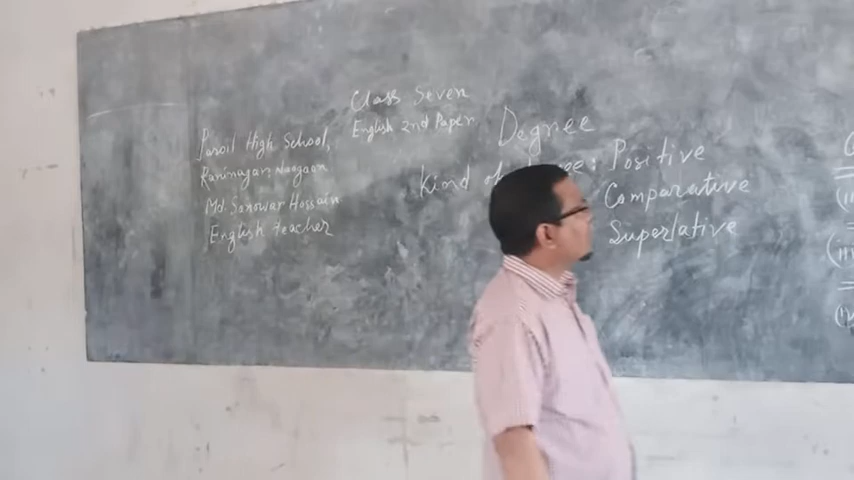 Class Seven
English 2nd Paper
Paroil High School,
Raninagar, Naogaon
Md. Sanowar Hossain
English teacher
Degree
Kind of : Positive
Comparative
Superlative